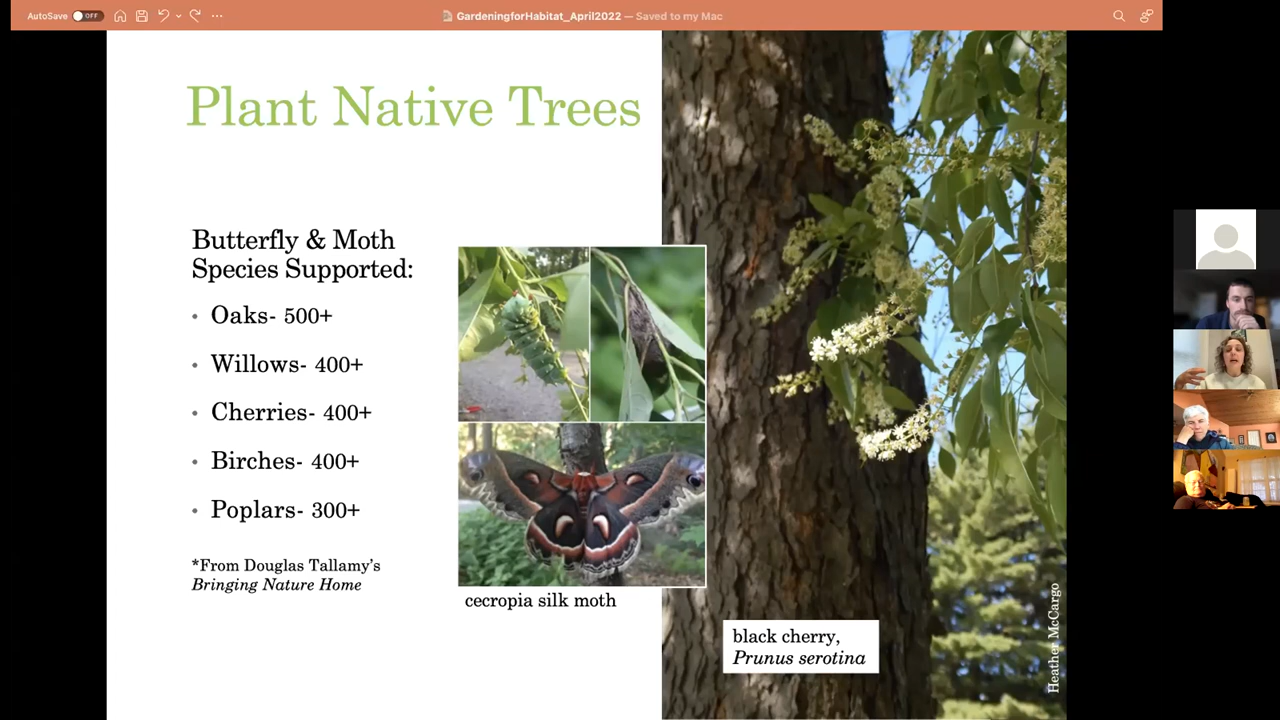 AutoSave OFF
GardeningforHabitat_April2022 — Saved to my Mac
Plant Native Trees
Butterfly & Moth
Species Supported:
• Oaks- 500+
• Willows- 400+
• Cherries- 400+
• Birches- 400+
• Poplars- 300+
*From Douglas Tallamy's
Bringing Nature Home
cecropia silk moth
black cherry,
Prunus serotina
Heather McCargo